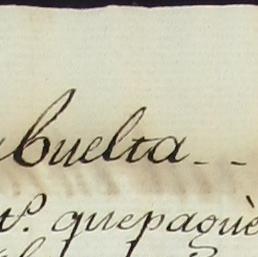 buelta - -
t.º quepaguè